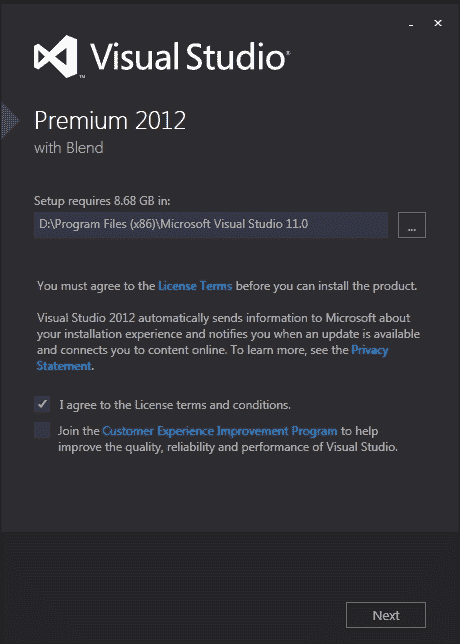 Visual Studio®
Premium 2012
with Blend
Setup requires 8.68 GB in:
D:\Program Files (x86)\Microsoft Visual Studio 11.0
...
You must agree to the License Terms before you can install the product.
Visual Studio 2012 automatically sends information to Microsoft about
your installation experience and notifies you when an update is available
and connects you to content online. To learn more, see the Privacy
Statement.
I agree to the License terms and conditions.
Join the Customer Experience Improvement Program to help
improve the quality, reliability and performance of Visual Studio.
Next